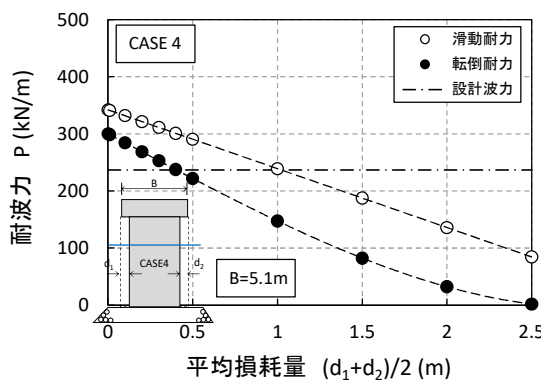 500
400
300
200
100
0
耐波力 P (kN/m)
CASE 4
滑動耐力
転倒耐力
設計波力
B
d₁
CASE4
d₂
B=5.1m
0
0.5
1
1.5
2
2.5
平均損耗量 (d₁+d₂)/2 (m)